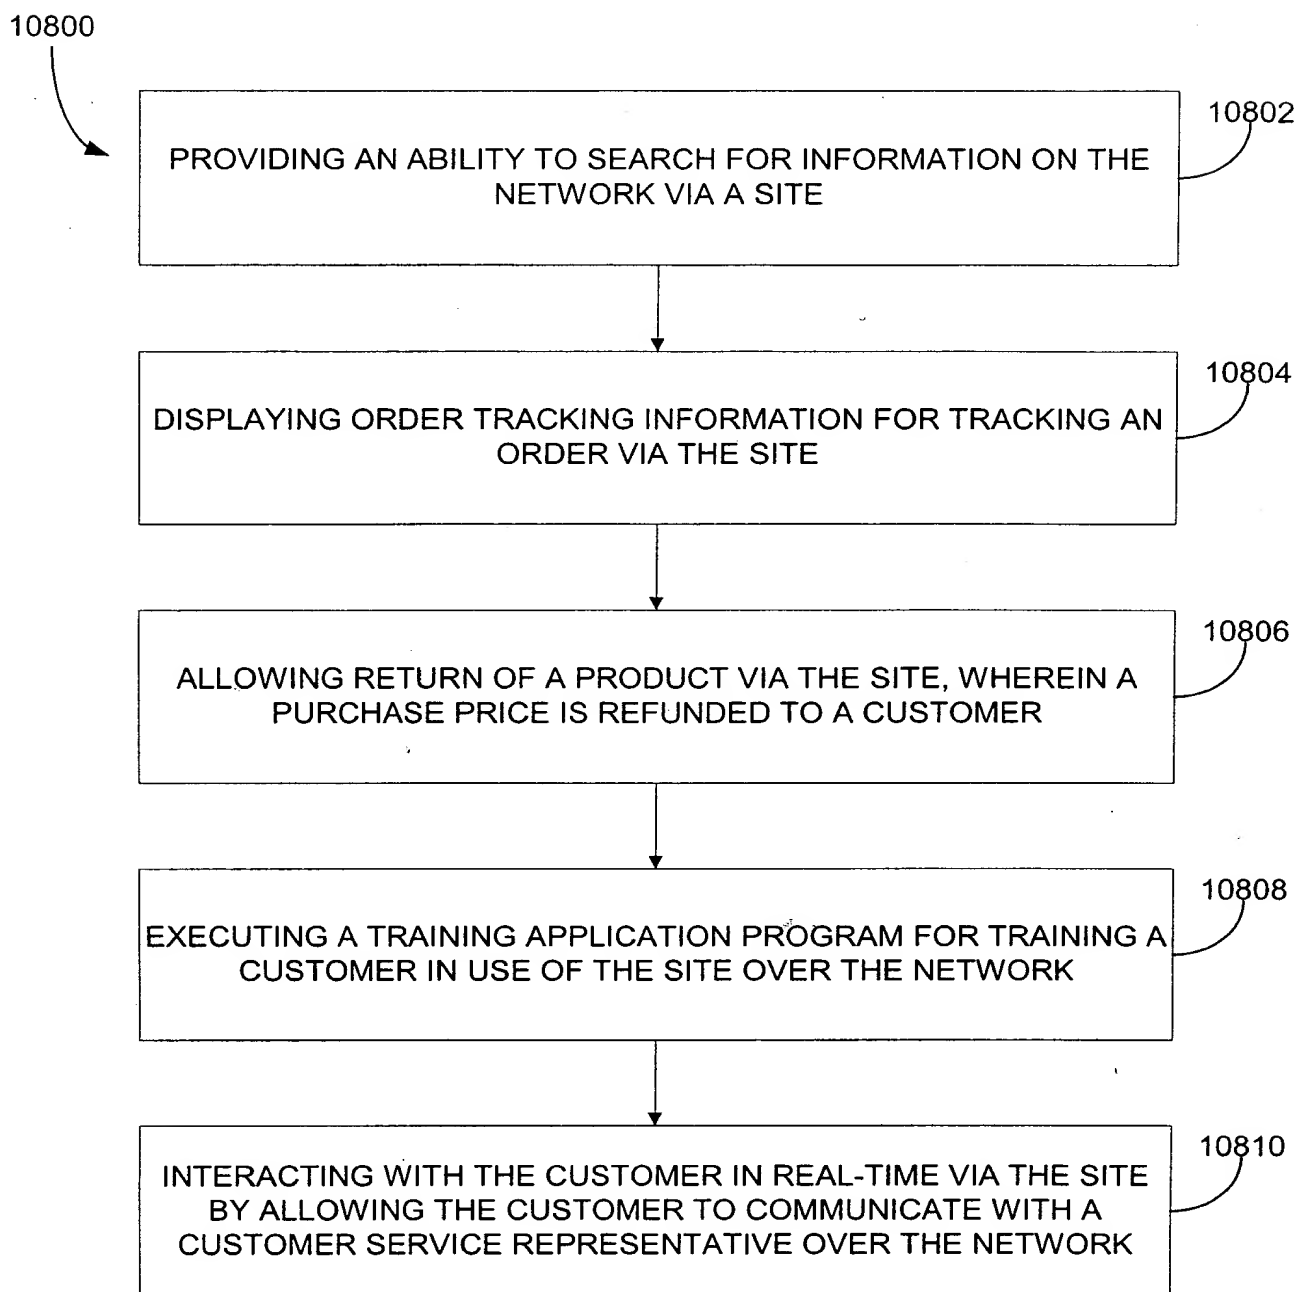 10800
10802
PROVIDING AN ABILITY TO SEARCH FOR INFORMATION ON THE
NETWORK VIA A SITE
10804
DISPLAYING ORDER TRACKING INFORMATION FOR TRACKING AN
ORDER VIA THE SITE
10806
ALLOWING RETURN OF A PRODUCT VIA THE SITE, WHEREIN A
PURCHASE PRICE IS REFUNDED TO A CUSTOMER
10808
EXECUTING A TRAINING APPLICATION PROGRAM FOR TRAINING A
CUSTOMER IN USE OF THE SITE OVER THE NETWORK
10810
INTERACTING WITH THE CUSTOMER IN REAL-TIME VIA THE SITE
BY ALLOWING THE CUSTOMER TO COMMUNICATE WITH A
CUSTOMER SERVICE REPRESENTATIVE OVER THE NETWORK